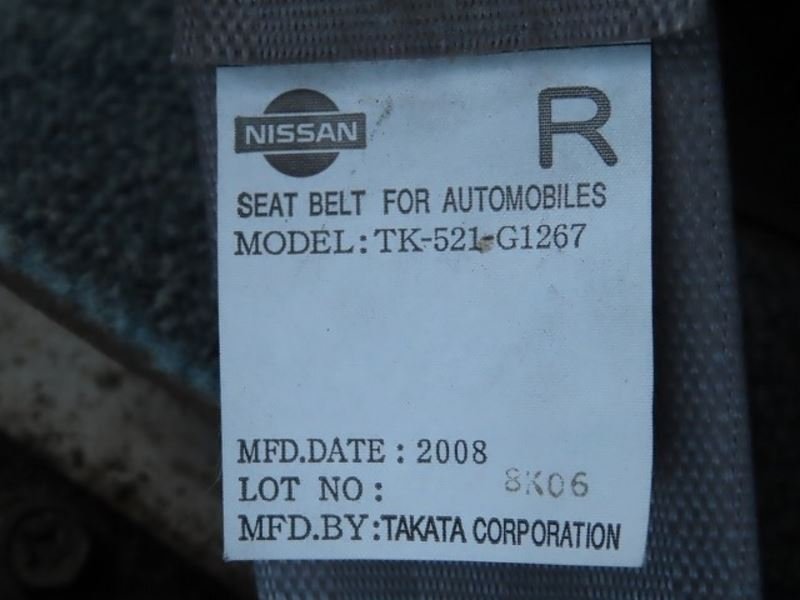 NISSAN
R
SEAT BELT FOR AUTOMOBILES
MODEL: TK-521-G1267
MFD.DATE : 2008
LOT NO : 8K06
MFD.BY: TAKATA CORPORATION